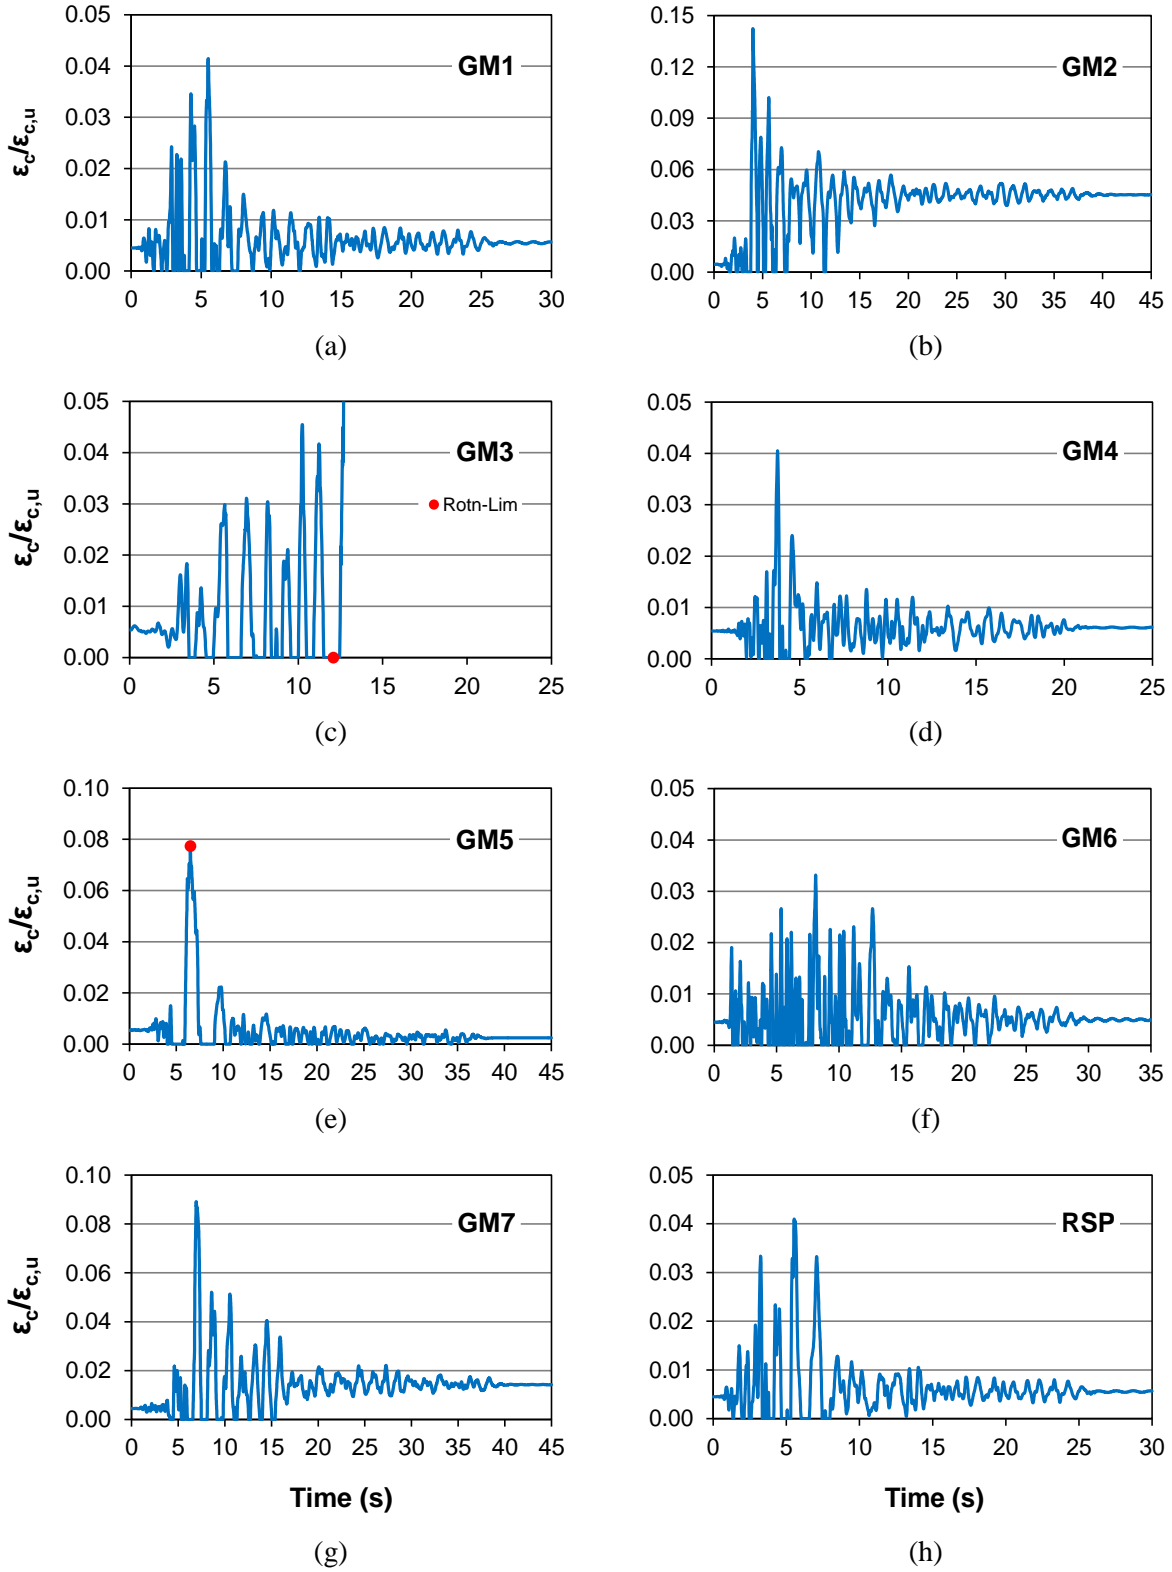 0.05
0.04
0.03
0.02
0.01
0.00
εc/εc,u
GM1
0 5 10 15 20 25 30
(a)
0.15
0.12
0.09
0.06
0.03
0.00
GM2
0 5 10 15 20 25 30 35 40 45
(b)
0.05
0.04
0.03
0.02
0.01
0.00
εc/εc,u
GM3
Rotn-Lim
0 5 10 15 20 25
(c)
0.05
0.04
0.03
0.02
0.01
0.00
GM4
0 5 10 15 20 25
(d)
0.10
0.08
0.06
0.04
0.02
0.00
εc/εc,u
GM5
0 5 10 15 20 25 30 35 40 45
(e)
0.05
0.04
0.03
0.02
0.01
0.00
GM6
0 5 10 15 20 25 30 35
(f)
0.10
0.08
0.06
0.04
0.02
0.00
εc/εc,u
GM7
0 5 10 15 20 25 30 35 40 45
Time (s)
(g)
0.05
0.04
0.03
0.02
0.01
0.00
RSP
0 5 10 15 20 25 30
Time (s)
(h)